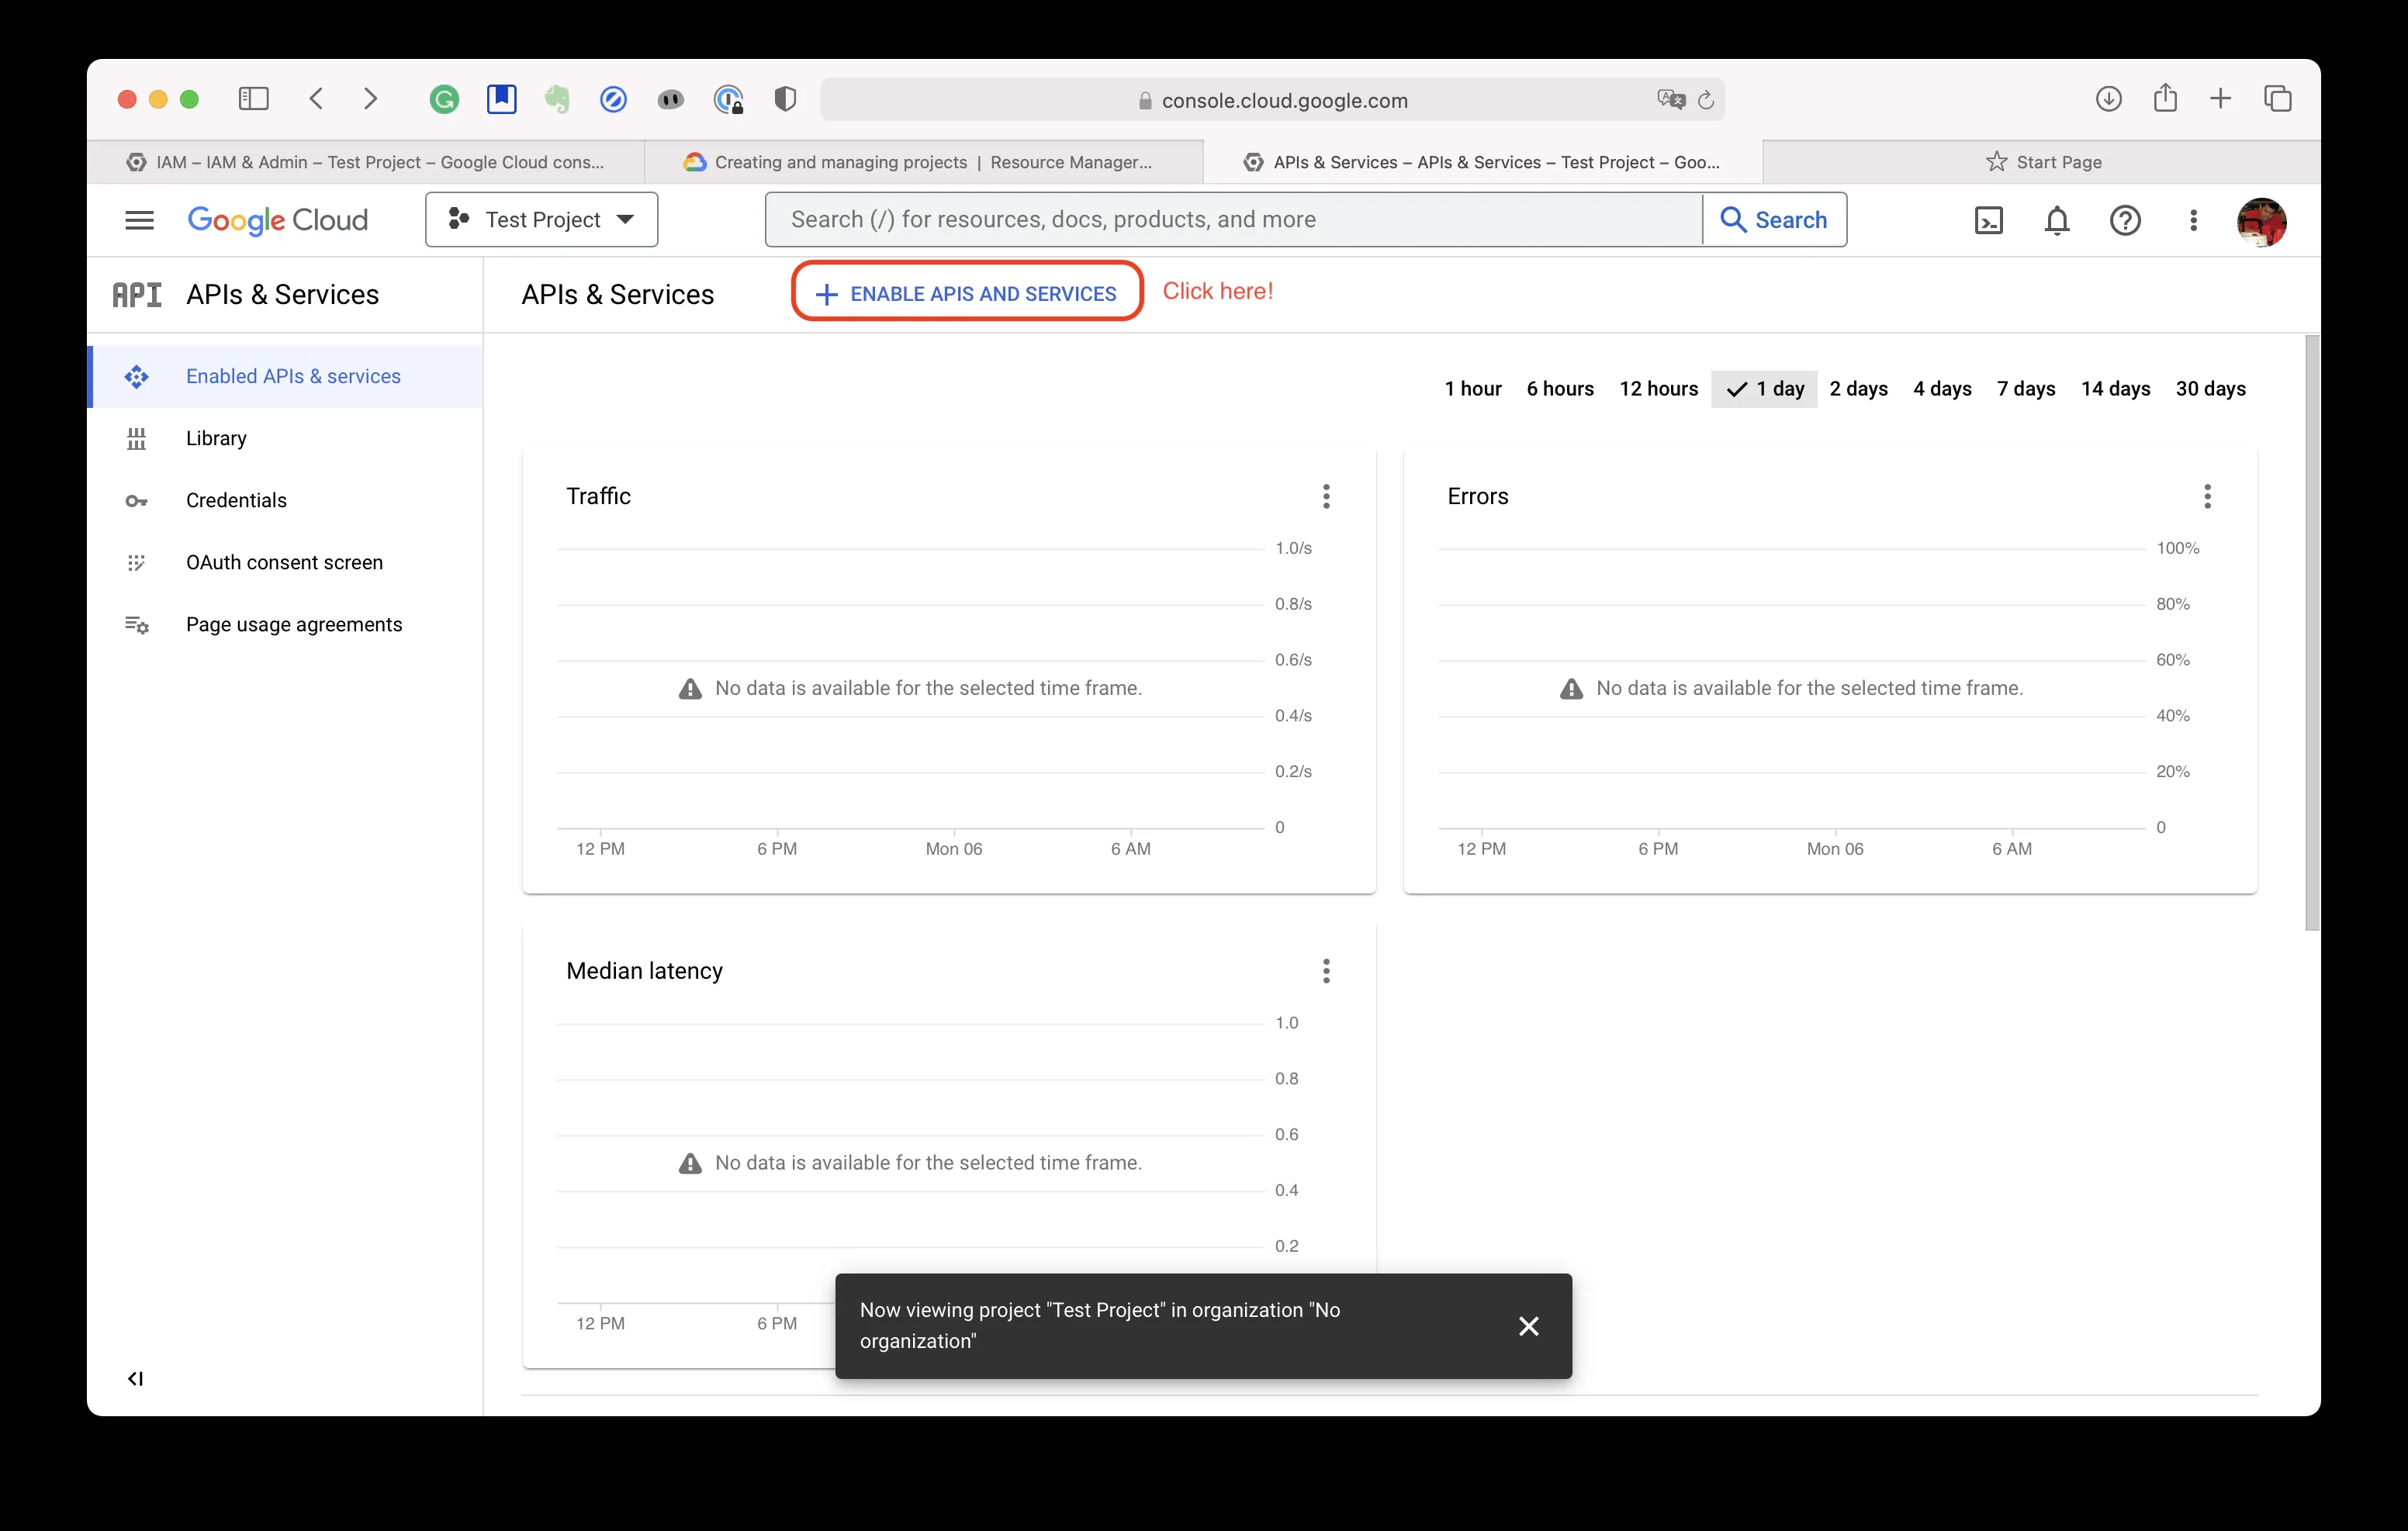 console.cloud.google.com
IAM – IAM & Admin – Test Project – Google Cloud cons...
Creating and managing projects | Resource Manager...
APIs & Services – APIs & Services – Test Project – Goo...
Start Page
Google Cloud
Test Project
Search (/) for resources, docs, products, and more
Search
API
APIs & Services
APIs & Services
ENABLE APIS AND SERVICES
Click here!
Enabled APIs & services
Library
Credentials
OAuth consent screen
Page usage agreements
1 hour 6 hours 12 hours 1 day 2 days 4 days 7 days 14 days 30 days
Traffic
1.0/s
0.8/s
0.6/s
No data is available for the selected time frame.
0.4/s
0.2/s
0
12 PM 6 PM Mon 06 6 AM
Errors
100%
80%
60%
No data is available for the selected time frame.
40%
20%
0
12 PM 6 PM Mon 06 6 AM
Median latency
1.0
0.8
0.6
No data is available for the selected time frame.
0.4
0.2
12 PM 6 PM
Now viewing project "Test Project" in organization "No
organization"